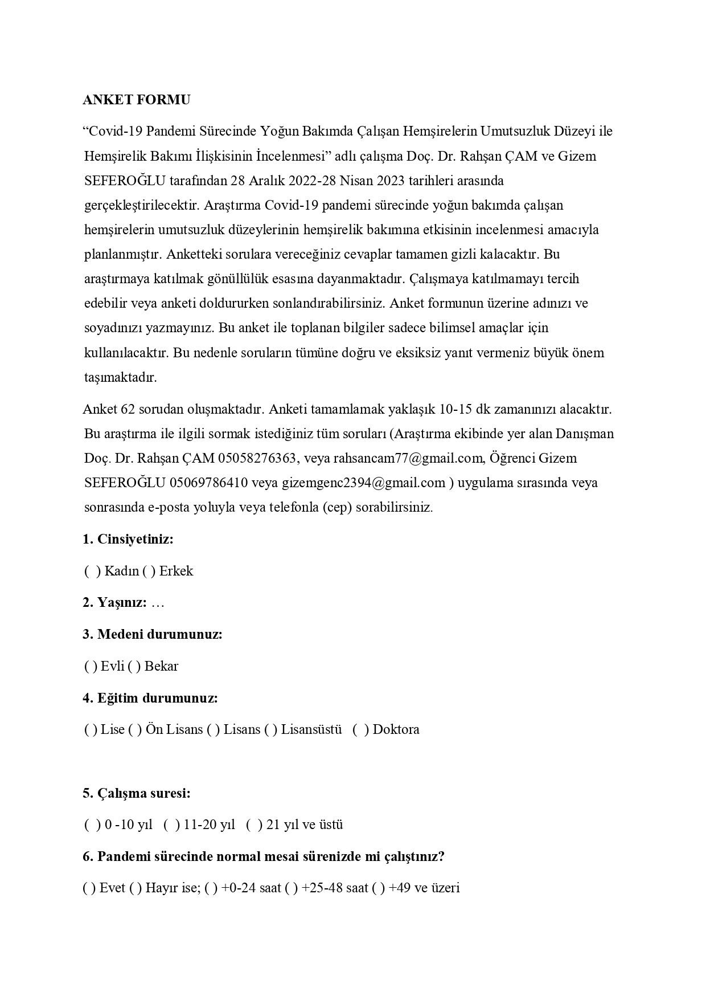 ANKET FORMU
“Covid-19 Pandemi Sürecinde Yoğun Bakımda Çalışan Hemşirelerin Umutsuzluk Düzeyi ile
Hemşirelik Bakımı İlişkisinin İncelenmesi” adlı çalışma Doç. Dr. Rahşan ÇAM ve Gizem
SEFEROĞLU tarafından 28 Aralık 2022-28 Nisan 2023 tarihleri arasında
gerçekleştirilecektir. Araştırma Covid-19 pandemi sürecinde yoğun bakımda çalışan
hemşirelerin umutsuzluk düzeylerinin hemşirelik bakımına etkisinin incelenmesi amacıyla
planlanmıştır. Anketteki sorulara vereceğiniz cevaplar tamamen gizli kalacaktır. Bu
araştırmaya katılmak gönüllülük esasına dayanmaktadır. Çalışmaya katılmamayı tercih
edebilir veya anketi doldururken sonlandırabilirsiniz. Anket formunun üzerine adınızı ve
soyadınızı yazmayınız. Bu anket ile toplanan bilgiler sadece bilimsel amaçlar için
kullanılacaktır. Bu nedenle soruların tümüne doğru ve eksiksiz yanıt vermeniz büyük önem
taşımaktadır.
Anket 62 sorudan oluşmaktadır. Anketi tamamlamak yaklaşık 10-15 dk zamanınızı alacaktır.
Bu araştırma ile ilgili sormak istediğiniz tüm soruları (Araştırma ekibinde yer alan Danışman
Doç. Dr. Rahşan ÇAM 05058276363, veya rahsancam77@gmail.com, Öğrenci Gizem
SEFEROĞLU 05069786410 veya gizemgenc2394@gmail.com ) uygulama sırasında veya
sonrasında e-posta yoluyla veya telefonla (cep) sorabilirsiniz.
1. Cinsiyetiniz:
(  ) Kadın ( ) Erkek
2. Yaşınız: …
3. Medeni durumunuz:
( ) Evli ( ) Bekar
4. Eğitim durumunuz:
( ) Lise ( ) Ön Lisans ( ) Lisans ( ) Lisansüstü   (  ) Doktora
5. Çalışma suresi:
(  ) 0 -10 yıl   (  ) 11-20 yıl   (  ) 21 yıl ve üstü
6. Pandemi sürecinde normal mesai sürenizde mi çalıştınız?
( ) Evet ( ) Hayır ise; ( ) +0-24 saat ( ) +25-48 saat ( ) +49 ve üzeri